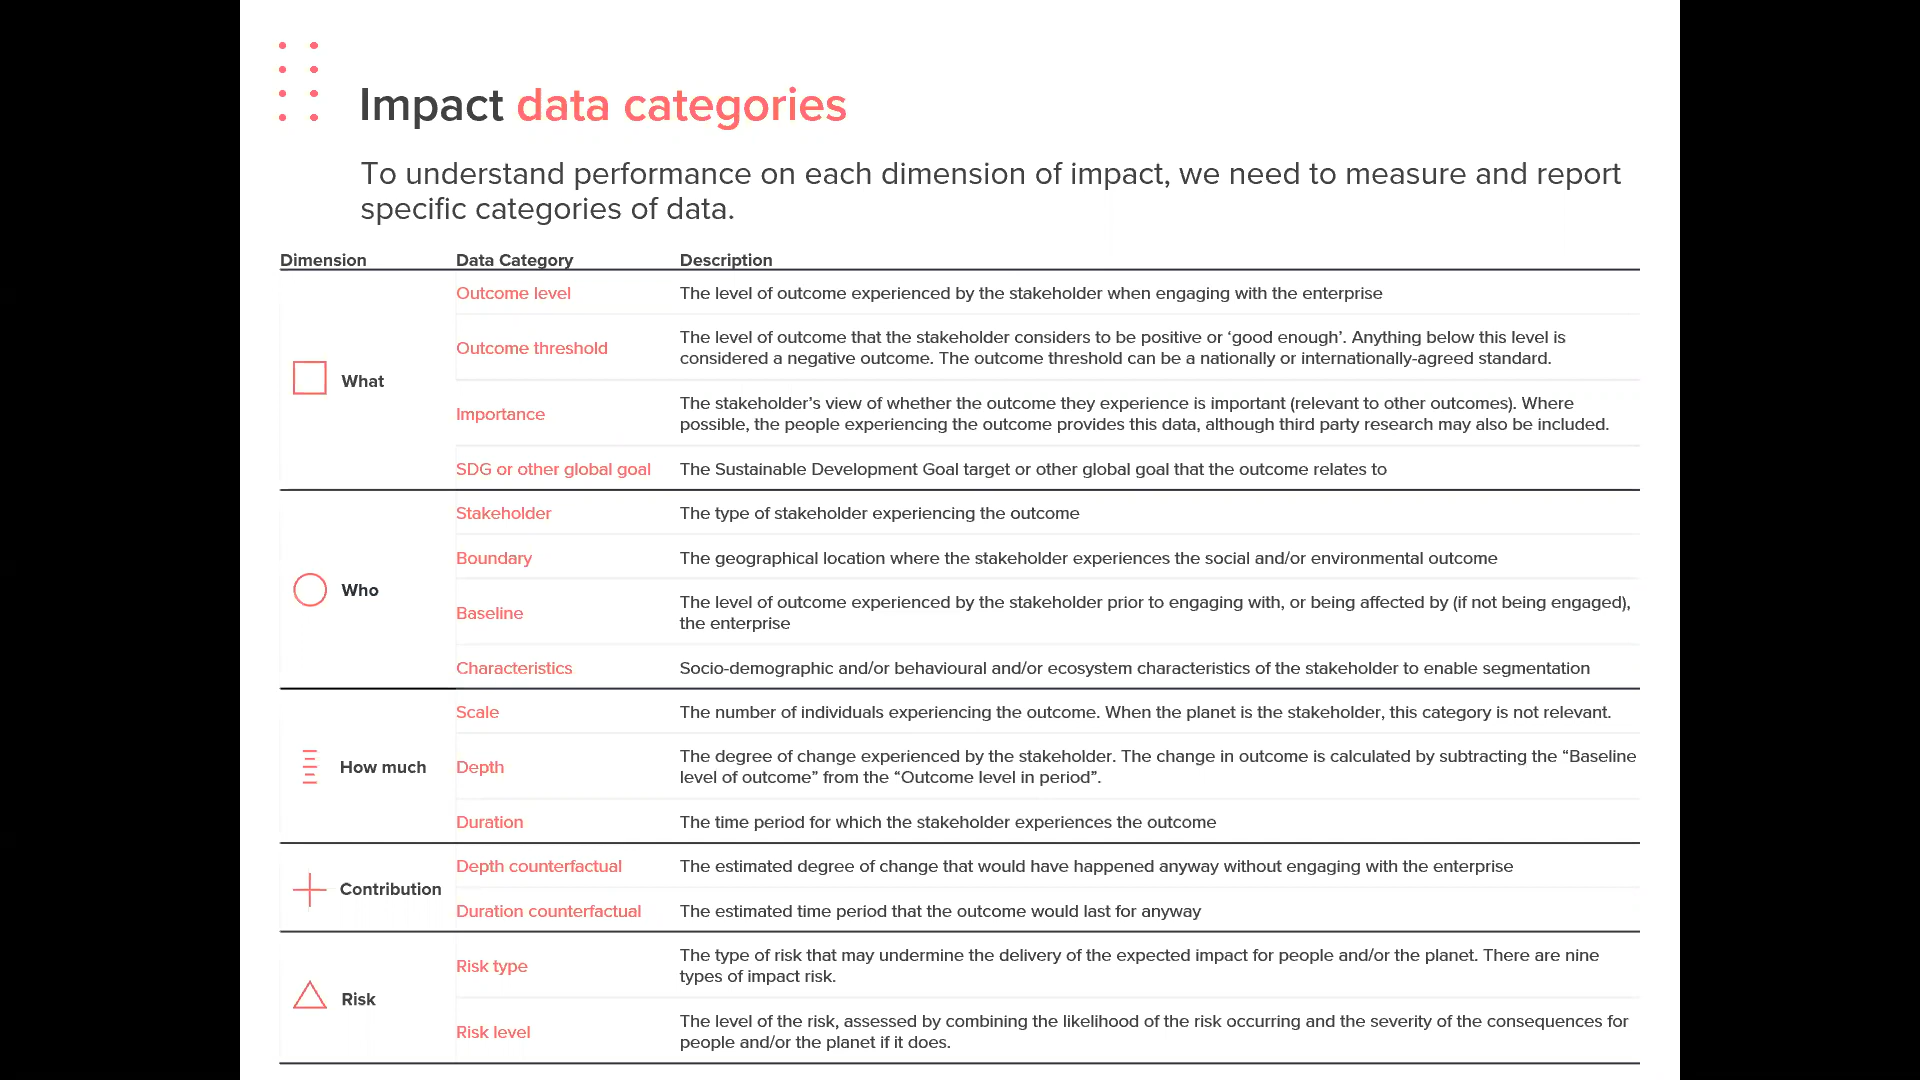 Impact data categories
To understand performance on each dimension of impact, we need to measure and report
specific categories of data.
Dimension Data Category Description
What
Outcome level The level of outcome experienced by the stakeholder when engaging with the enterprise
Outcome threshold The level of outcome that the stakeholder considers to be positive or ‘good enough’. Anything below this level is
considered a negative outcome. The outcome threshold can be a nationally or internationally-agreed standard.
Importance The stakeholder’s view of whether the outcome they experience is important (relevant to other outcomes). Where
possible, the people experiencing the outcome provides this data, although third party research may also be included.
SDG or other global goal The Sustainable Development Goal target or other global goal that the outcome relates to
Who
Stakeholder The type of stakeholder experiencing the outcome
Boundary The geographical location where the stakeholder experiences the social and/or environmental outcome
Baseline The level of outcome experienced by the stakeholder prior to engaging with, or being affected by (if not being engaged),
the enterprise
Characteristics Socio-demographic and/or behavioural and/or ecosystem characteristics of the stakeholder to enable segmentation
How much
Scale The number of individuals experiencing the outcome. When the planet is the stakeholder, this category is not relevant.
Depth The degree of change experienced by the stakeholder. The change in outcome is calculated by subtracting the “Baseline
level of outcome” from the “Outcome level in period”.
Duration The time period for which the stakeholder experiences the outcome
Contribution
Depth counterfactual The estimated degree of change that would have happened anyway without engaging with the enterprise
Duration counterfactual The estimated time period that the outcome would last for anyway
Risk
Risk type The type of risk that may undermine the delivery of the expected impact for people and/or the planet. There are nine
types of impact risk.
Risk level The level of the risk, assessed by combining the likelihood of the risk occurring and the severity of the consequences for
people and/or the planet if it does.